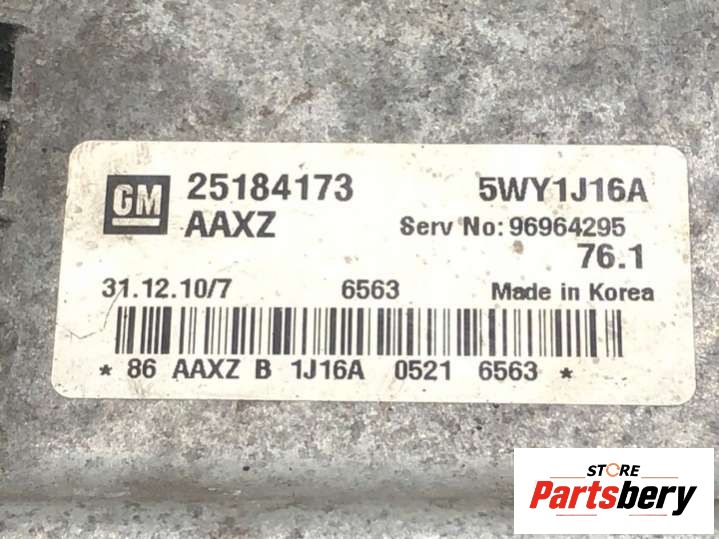 GM 25184173 5WY1J16A
AAXZ Serv No: 96964295
76.1
31.12.10/7 6563 Made in Korea
* 86 AAXZ B 1J16A 0521 6563 *
STORE
Partsbery